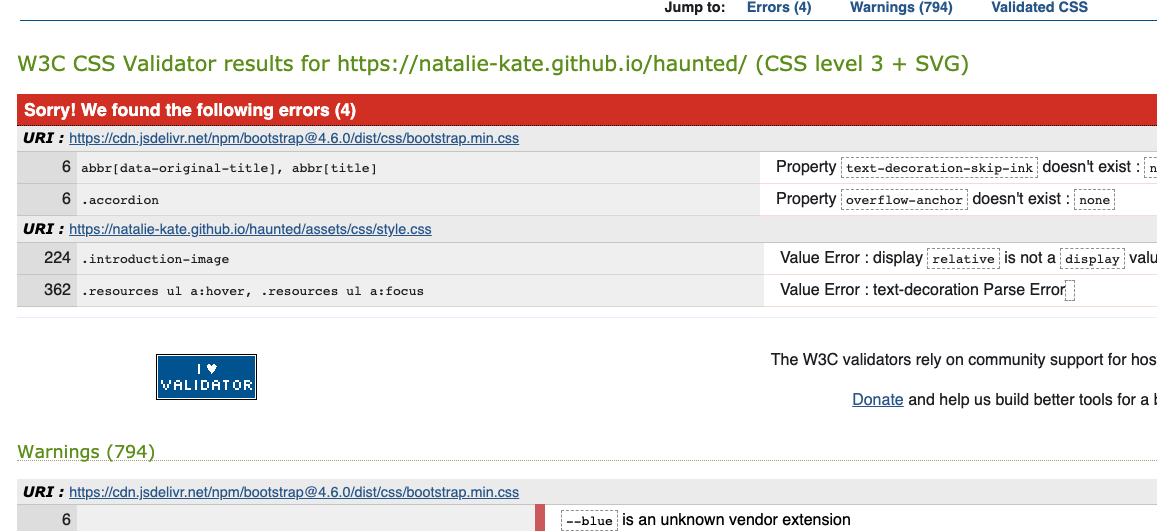 Jump to: Errors (4) Warnings (794) Validated CSS
W3C CSS Validator results for https://natalie-kate.github.io/haunted/ (CSS level 3 + SVG)
Sorry! We found the following errors (4)
URI : https://cdn.jsdelivr.net/npm/bootstrap@4.6.0/dist/css/bootstrap.min.css
6 abbr[data-original-title], abbr[title] Property text-decoration-skip-ink doesn't exist :
6 .accordion Property overflow-anchor doesn't exist : none
URI : https://natalie-kate.github.io/haunted/assets/css/style.css
224 .introduction-image Value Error : display relative is not a display valu
362 .resources ul a:hover, .resources ul a:focus Value Error : text-decoration Parse Error
I ♥
VALIDATOR
The W3C validators rely on community support for hos
Donate and help us build better tools for a
Warnings (794)
URI : https://cdn.jsdelivr.net/npm/bootstrap@4.6.0/dist/css/bootstrap.min.css
6 --blue is an unknown vendor extension